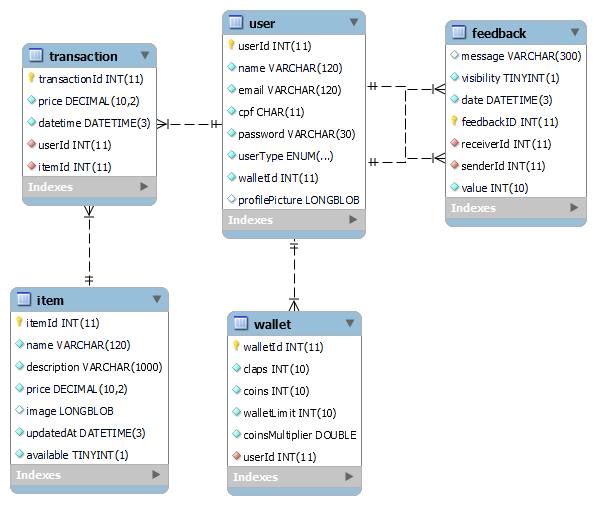 transaction
transactionId INT(11)
price DECIMAL(10,2)
datetime DATETIME(3)
userId INT(11)
itemId INT(11)
Indexes
user
userId INT(11)
name VARCHAR(120)
email VARCHAR(120)
cpf CHAR(11)
password VARCHAR(30)
userType ENUM(...)
walletId INT(11)
profilePicture LONGBLOB
Indexes
feedback
message VARCHAR(300)
visibility TINYINT(1)
date DATETIME(3)
feedbackID INT(11)
receiverId INT(11)
senderId INT(11)
value INT(10)
Indexes
item
itemId INT(11)
name VARCHAR(120)
description VARCHAR(1000)
price DECIMAL(10,2)
image LONGBLOB
updatedAt DATETIME(3)
available TINYINT(1)
Indexes
wallet
walletId INT(11)
claps INT(10)
coins INT(10)
walletLimit INT(10)
coinsMultiplier DOUBLE
userId INT(11)
Indexes